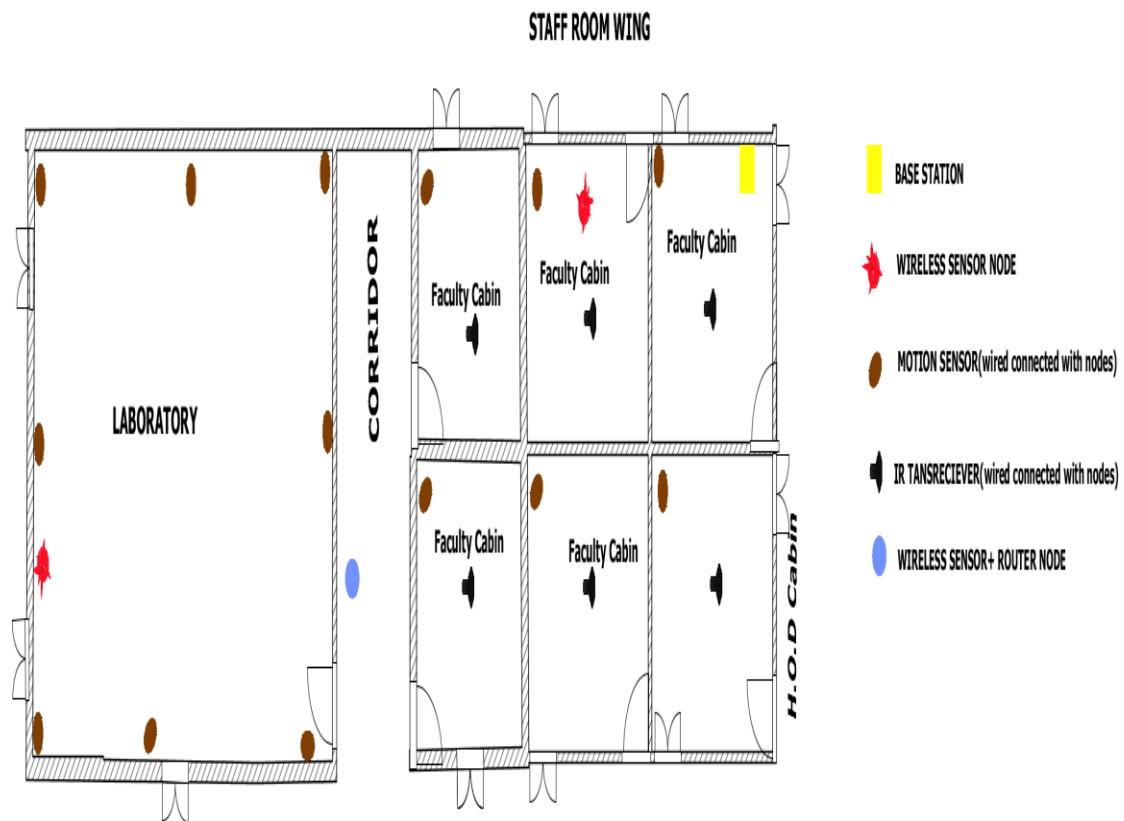 STAFF ROOM WING
BASE STATION
WIRELESS SENSOR NODE
MOTION SENSOR(wired connected with nodes)
IR TANSRECIEVER(wired connected with nodes)
WIRELESS SENSOR+ ROUTER NODE
LABORATORY
CORRIDOR
Faculty Cabin
Faculty Cabin
Faculty Cabin
Faculty Cabin
Faculty Cabin
H.O.D Cabin